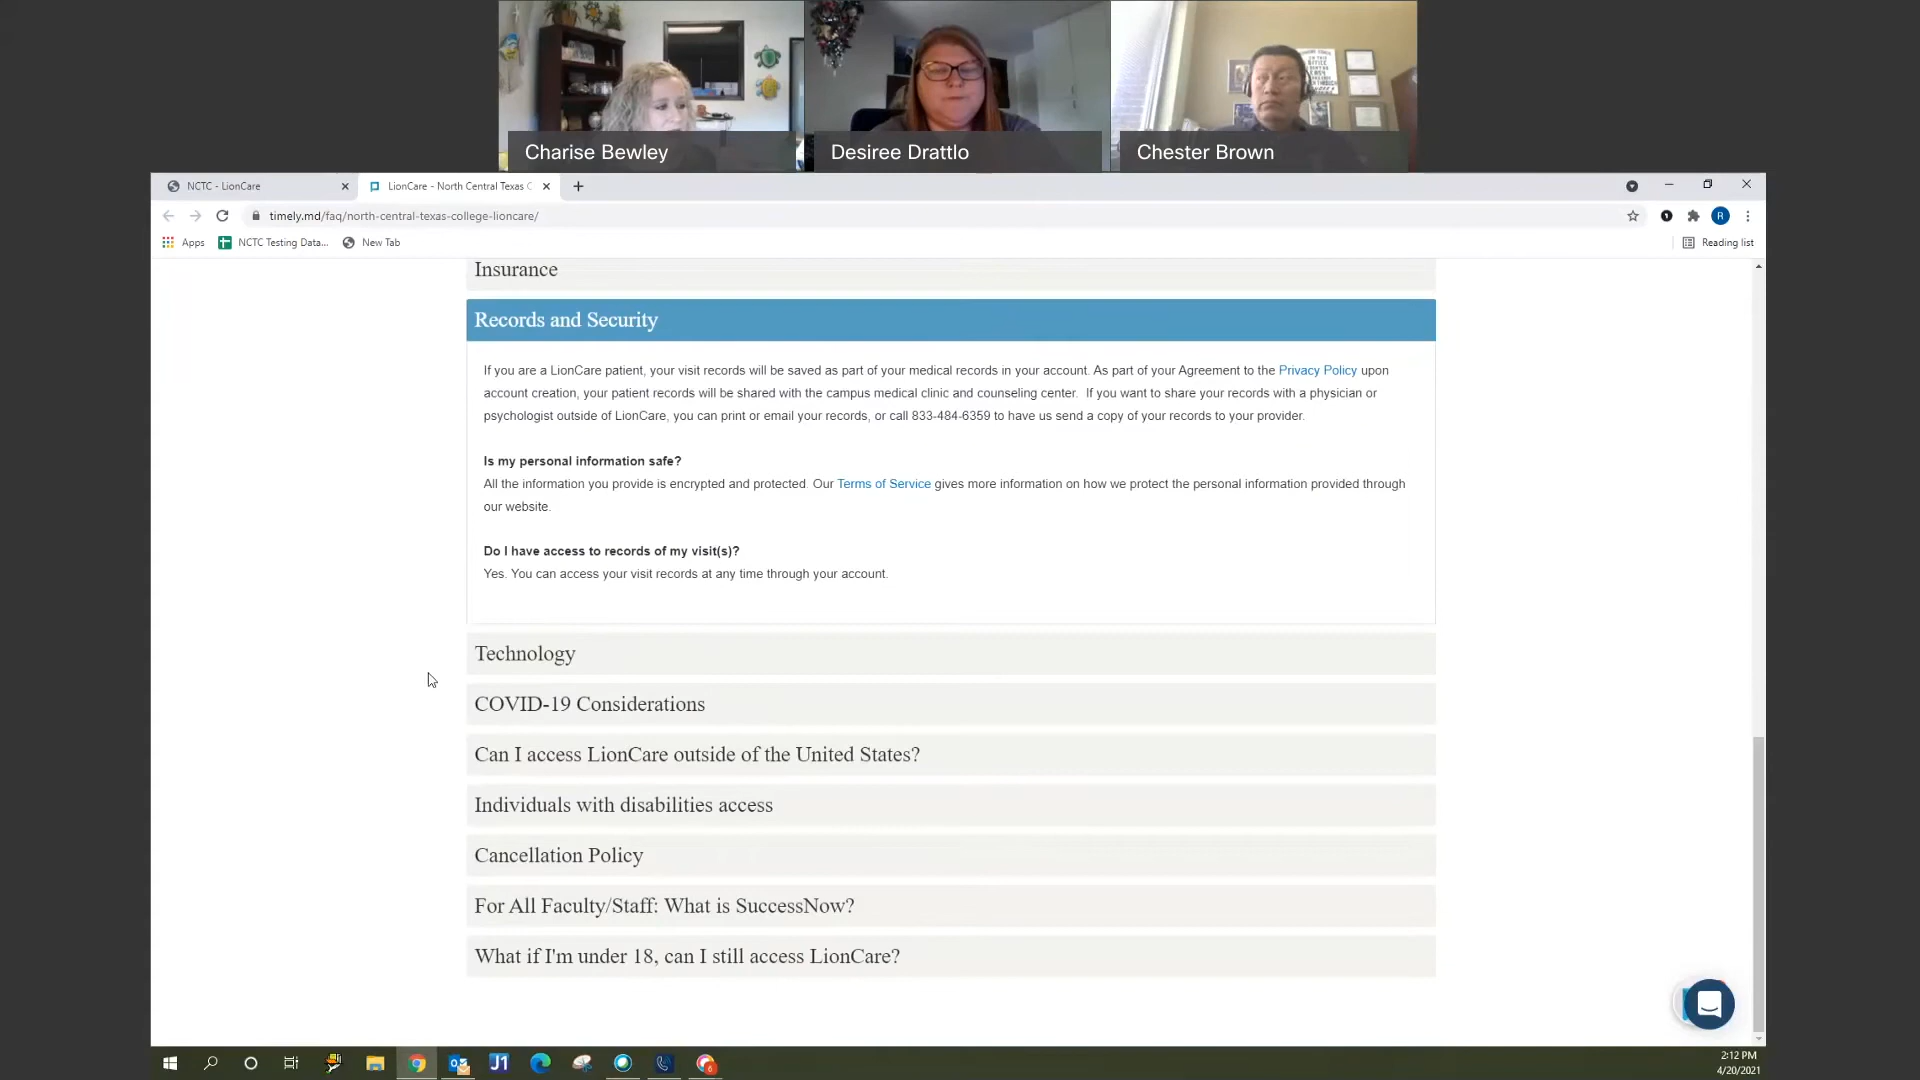 Charise Bewley
Desiree Drattlo
Chester Brown
NCTC - LionCare
LionCare - North Central Texas C
timely.md/faq/north-central-texas-college-lioncare/
R
Apps
NCTC Testing Data...
New Tab
Reading list
Insurance
Records and Security
If you are a LionCare patient, your visit records will be saved as part of your medical records in your account. As part of your Agreement to the Privacy Policy upon
account creation, your patient records will be shared with the campus medical clinic and counseling center. If you want to share your records with a physician or
psychologist outside of LionCare, you can print or email your records, or call 833-484-6359 to have us send a copy of your records to your provider.
Is my personal information safe?
All the information you provide is encrypted and protected. Our Terms of Service gives more information on how we protect the personal information provided through
our website.
Do I have access to records of my visit(s)?
Yes. You can access your visit records at any time through your account.
Technology
COVID-19 Considerations
Can I access LionCare outside of the United States?
Individuals with disabilities access
Cancellation Policy
For All Faculty/Staff: What is SuccessNow?
What if I'm under 18, can I still access LionCare?
J1
6
2:12 PM
4/20/2021